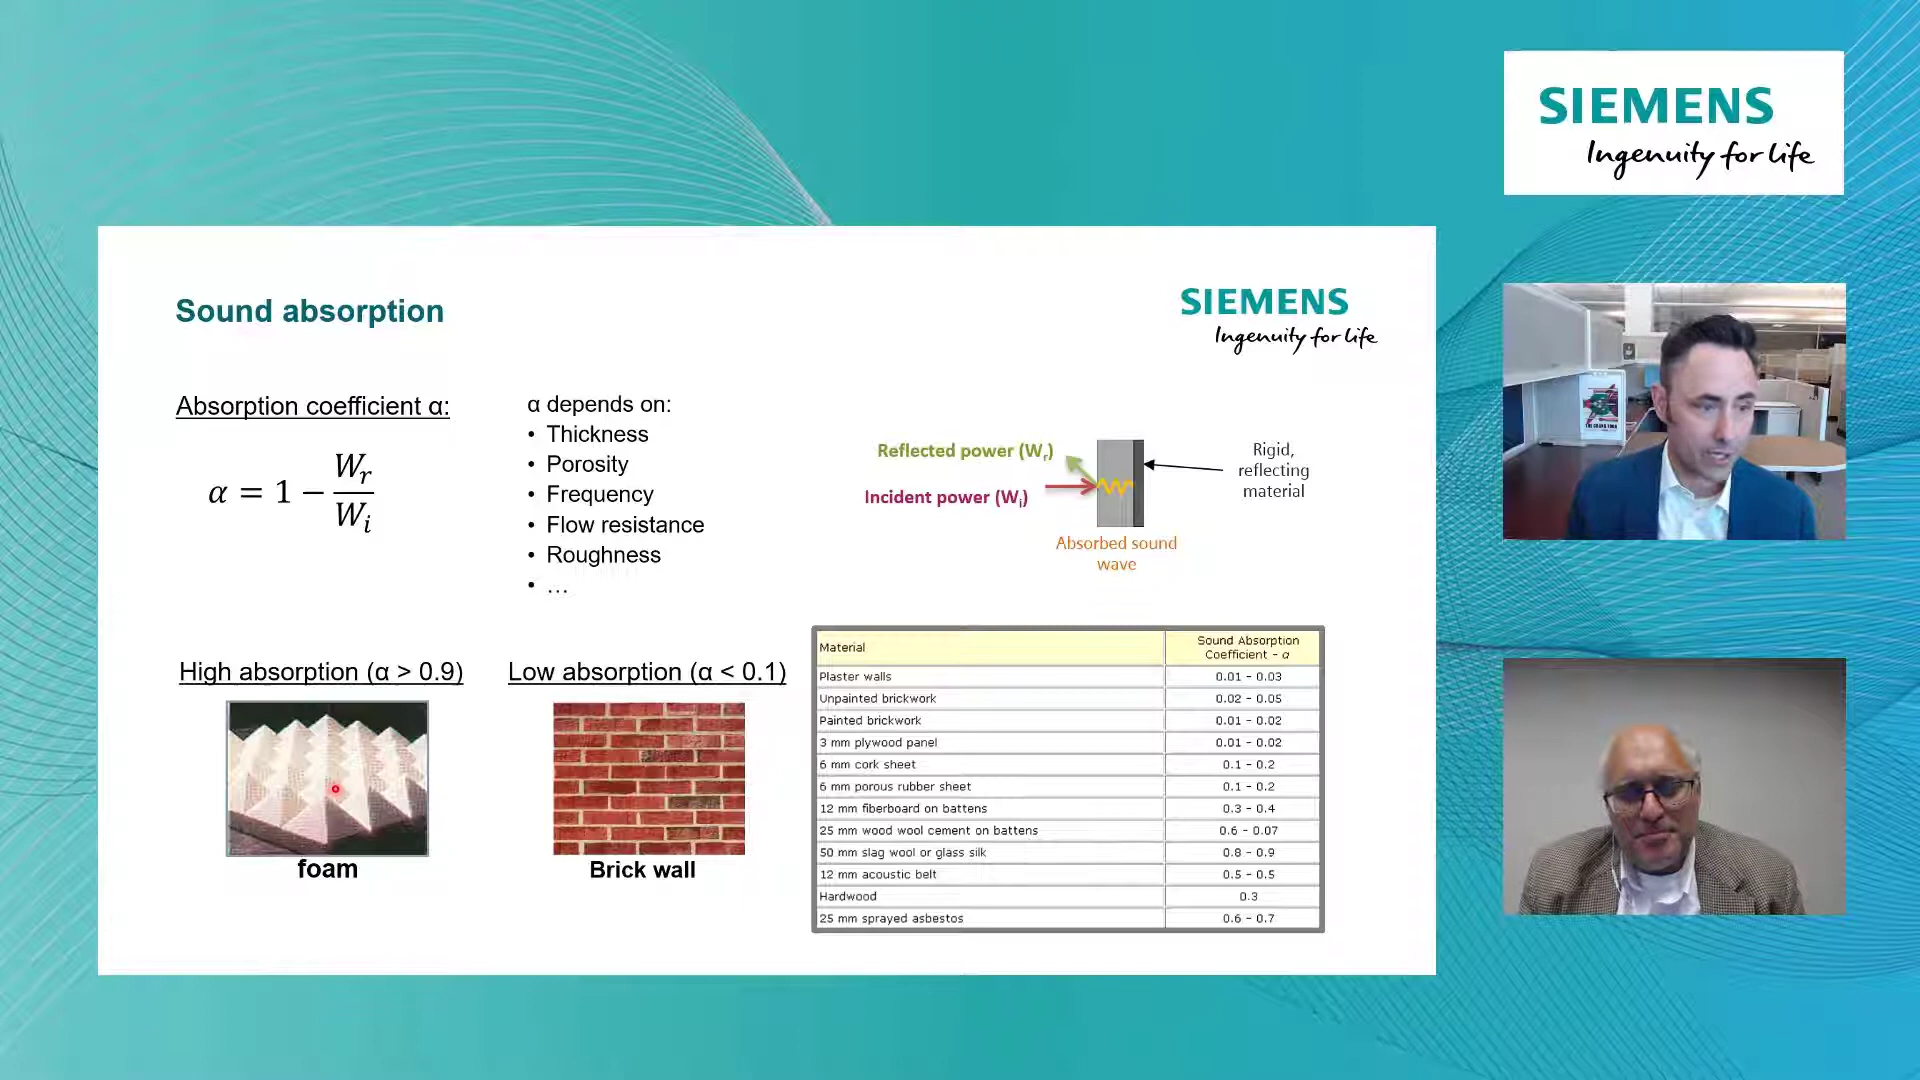 SIEMENS
Ingenuity for life
Sound absorption
SIEMENS
Ingenuity for life
Absorption coefficient α:
α = 1 − Wr/Wi
α depends on:
• Thickness
• Porosity
• Frequency
• Flow resistance
• Roughness
• …
Reflected power (Wr)
Incident power (Wi)
Rigid,
reflecting
material
Absorbed sound
wave
High absorption (α > 0.9)
foam
Low absorption (α < 0.1)
Brick wall
Material Sound Absorption
Coefficient - α
Plaster walls 0.01 - 0.03
Unpainted brickwork 0.02 - 0.05
Painted brickwork 0.01 - 0.02
3 mm plywood panel 0.01 - 0.02
6 mm cork sheet 0.1 - 0.2
6 mm porous rubber sheet 0.1 - 0.2
12 mm fiberboard on battens 0.3 - 0.4
25 mm wood wool cement on battens 0.6 - 0.07
50 mm slag wool or glass silk 0.8 - 0.9
12 mm acoustic belt 0.5 - 0.5
Hardwood 0.3
25 mm sprayed asbestos 0.6 - 0.7